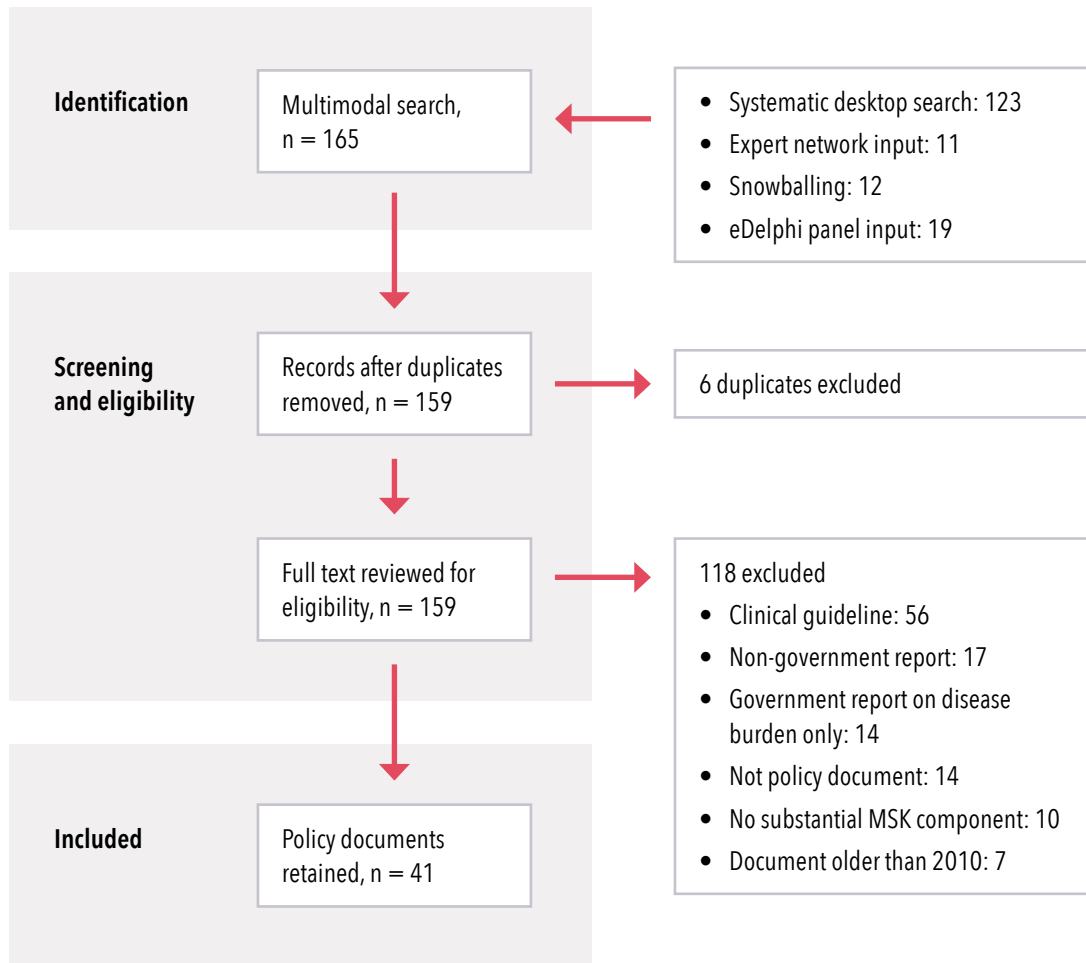 Identification
Multimodal search,
n = 165
• Systematic desktop search: 123
• Expert network input: 11
• Snowballing: 12
• eDelphi panel input: 19
Screening
and eligibility
Records after duplicates
removed, n = 159
6 duplicates excluded
Full text reviewed for
eligibility, n = 159
118 excluded
• Clinical guideline: 56
• Non-government report: 17
• Government report on disease
burden only: 14
• Not policy document: 14
• No substantial MSK component: 10
• Document older than 2010: 7
Included
Policy documents
retained, n = 41